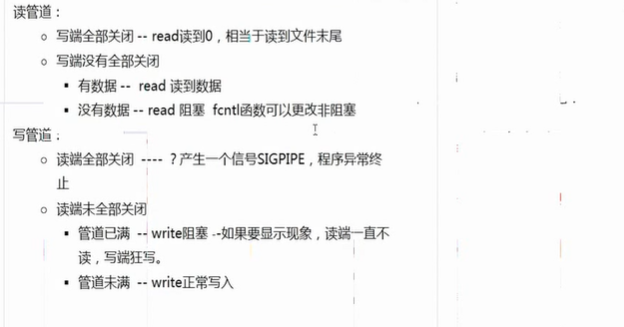 读管道：
写端全部关闭 -- read读到0，相当于读到文件末尾
写端没有全部关闭
有数据 -- read 读到数据
没有数据 -- read 阻塞 fcntl函数可以更改非阻塞
写管道：
读端全部关闭 ---- ？产生一个信号SIGPIPE，程序异常终
止
读端未全部关闭
管道已满 -- write阻塞 --如果要显示现象，读端一直不
读，写端狂写。
管道未满 -- write正常写入